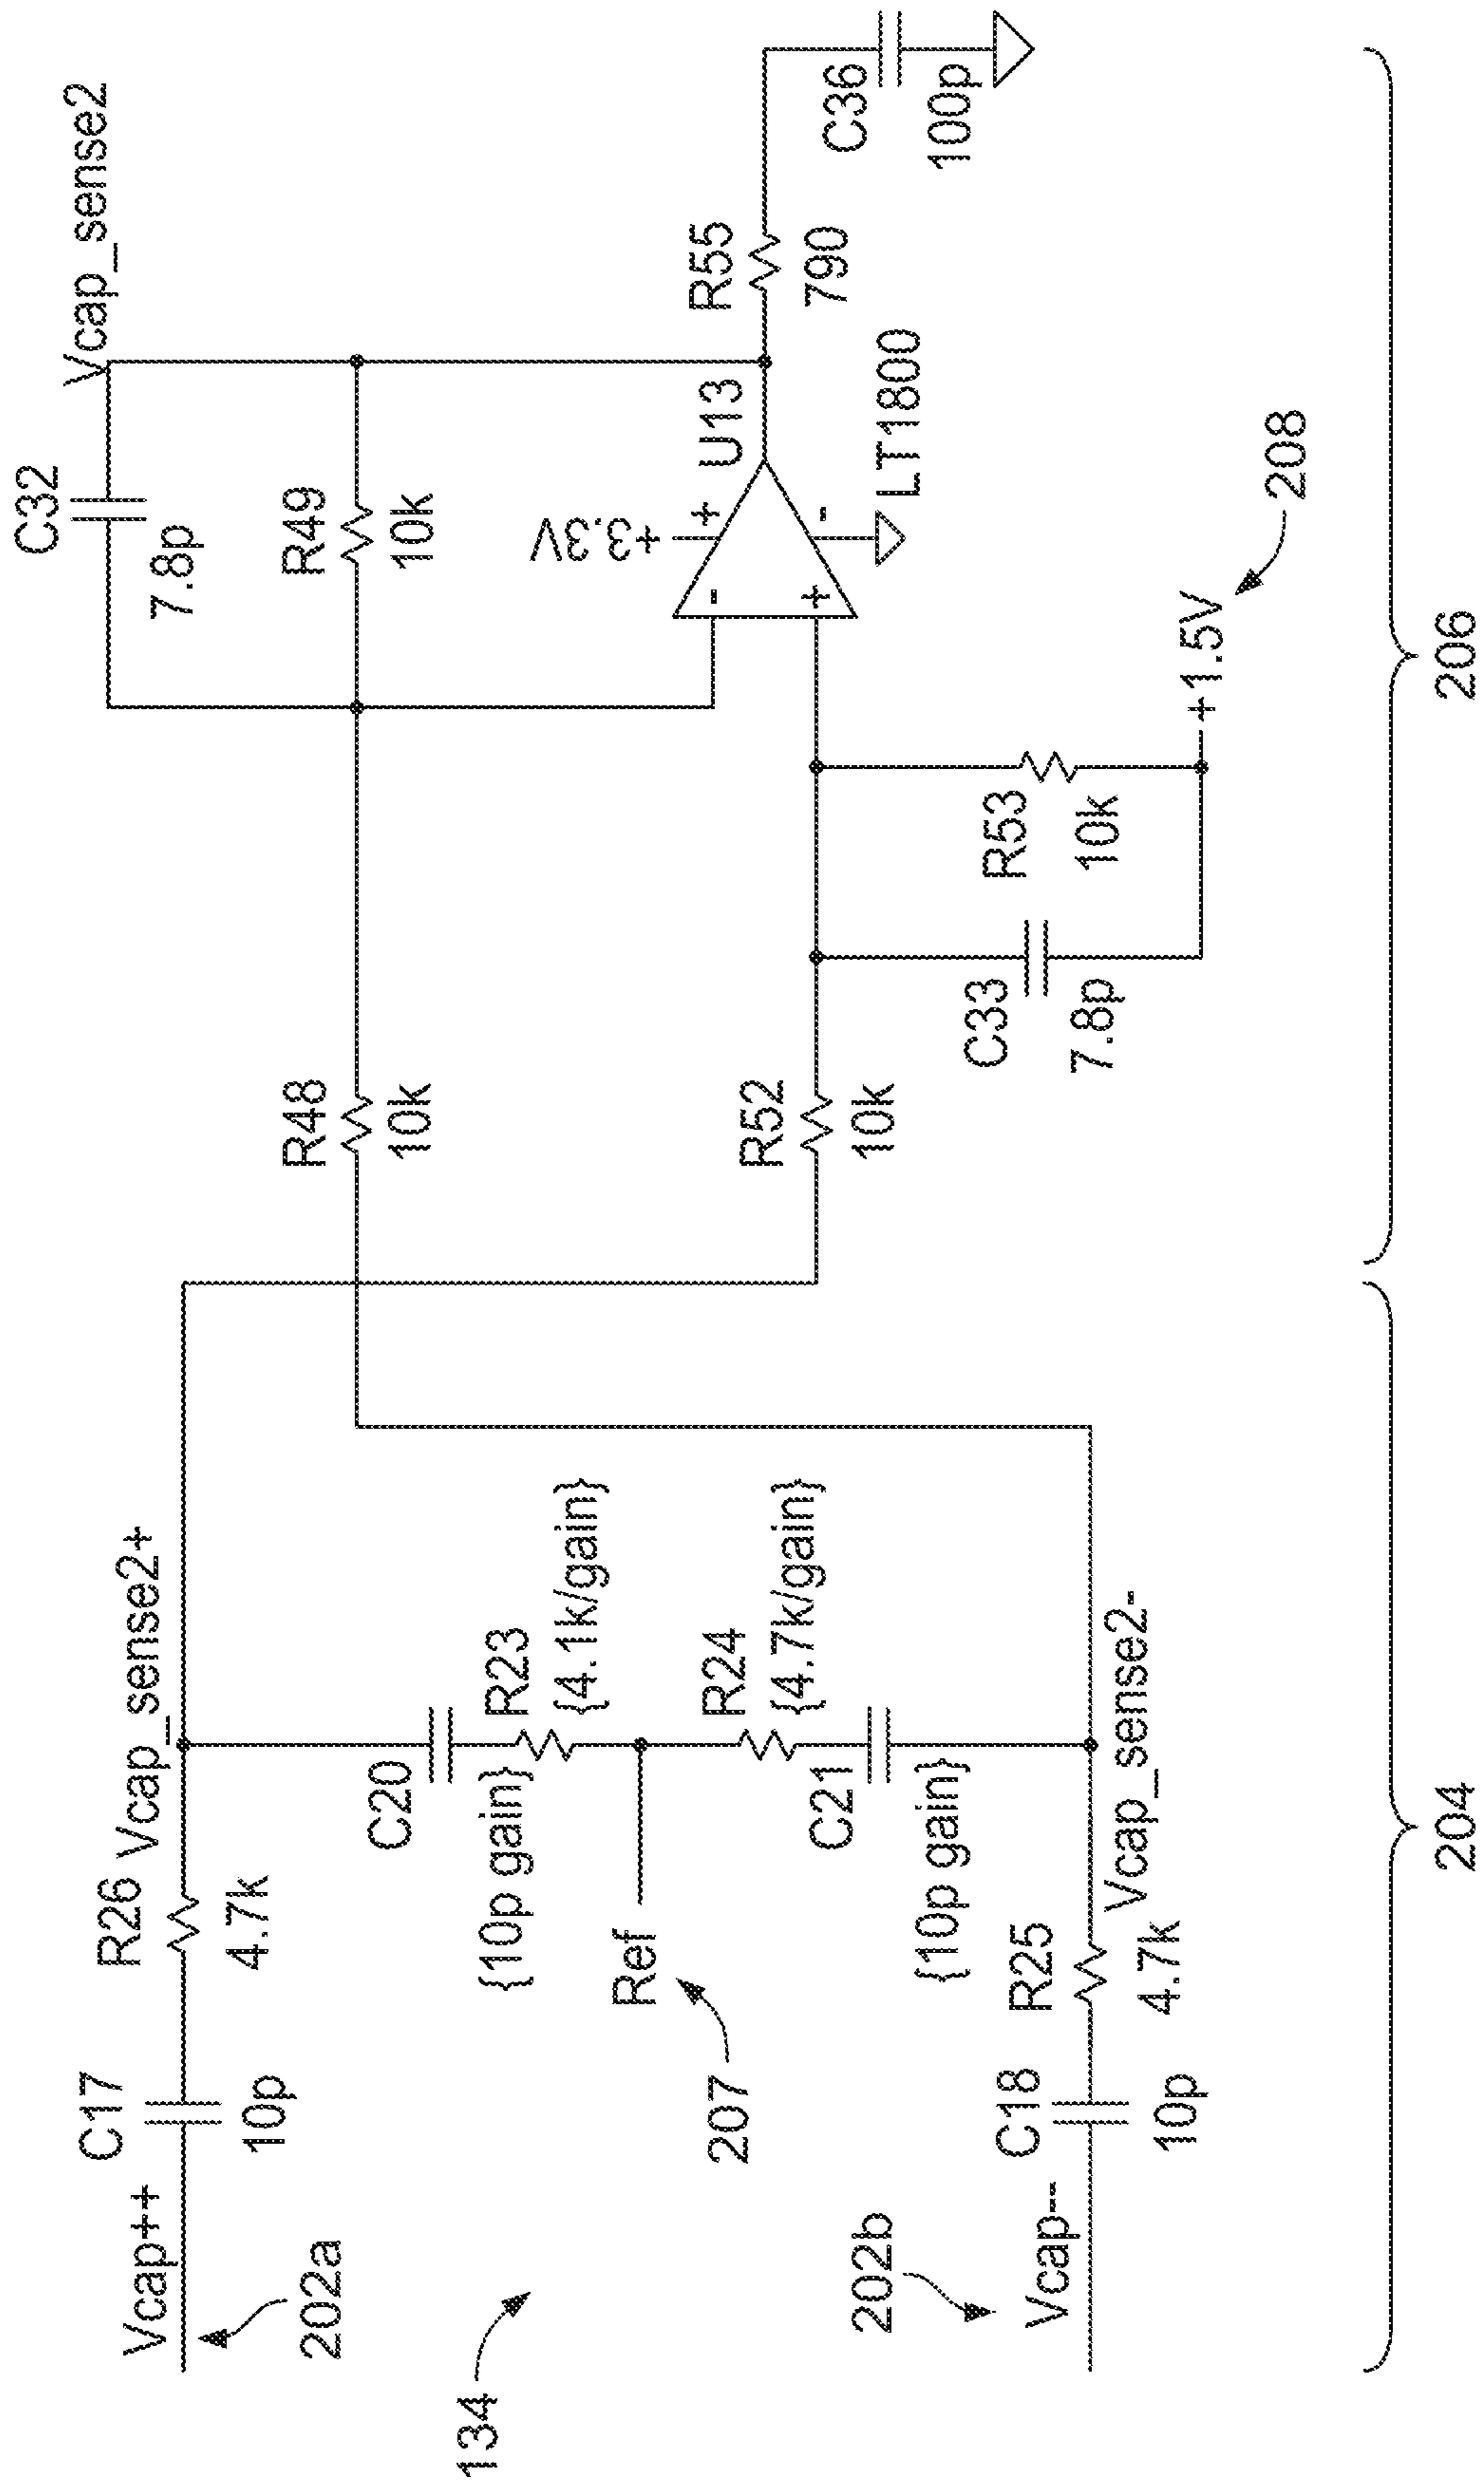 C32
7.8p
Vcap_sense2
R49
10k
+3.3V
+
U13
-
+
-
LT1800
R55
790
C36
100p
R48
10k
R52
10k
C33
7.8p
R53
10k
+1.5V
208
206
Vcap++
202a
C17
10p
R26
4.7k
Vcap_sense2+
C20
{10p gain}
R23
{4.1k/gain}
Ref
207
R24
{4.7k/gain}
C21
{10p gain}
134
202b
Vcap--
C18
10p
R25
4.7k
Vcap_sense2-
204